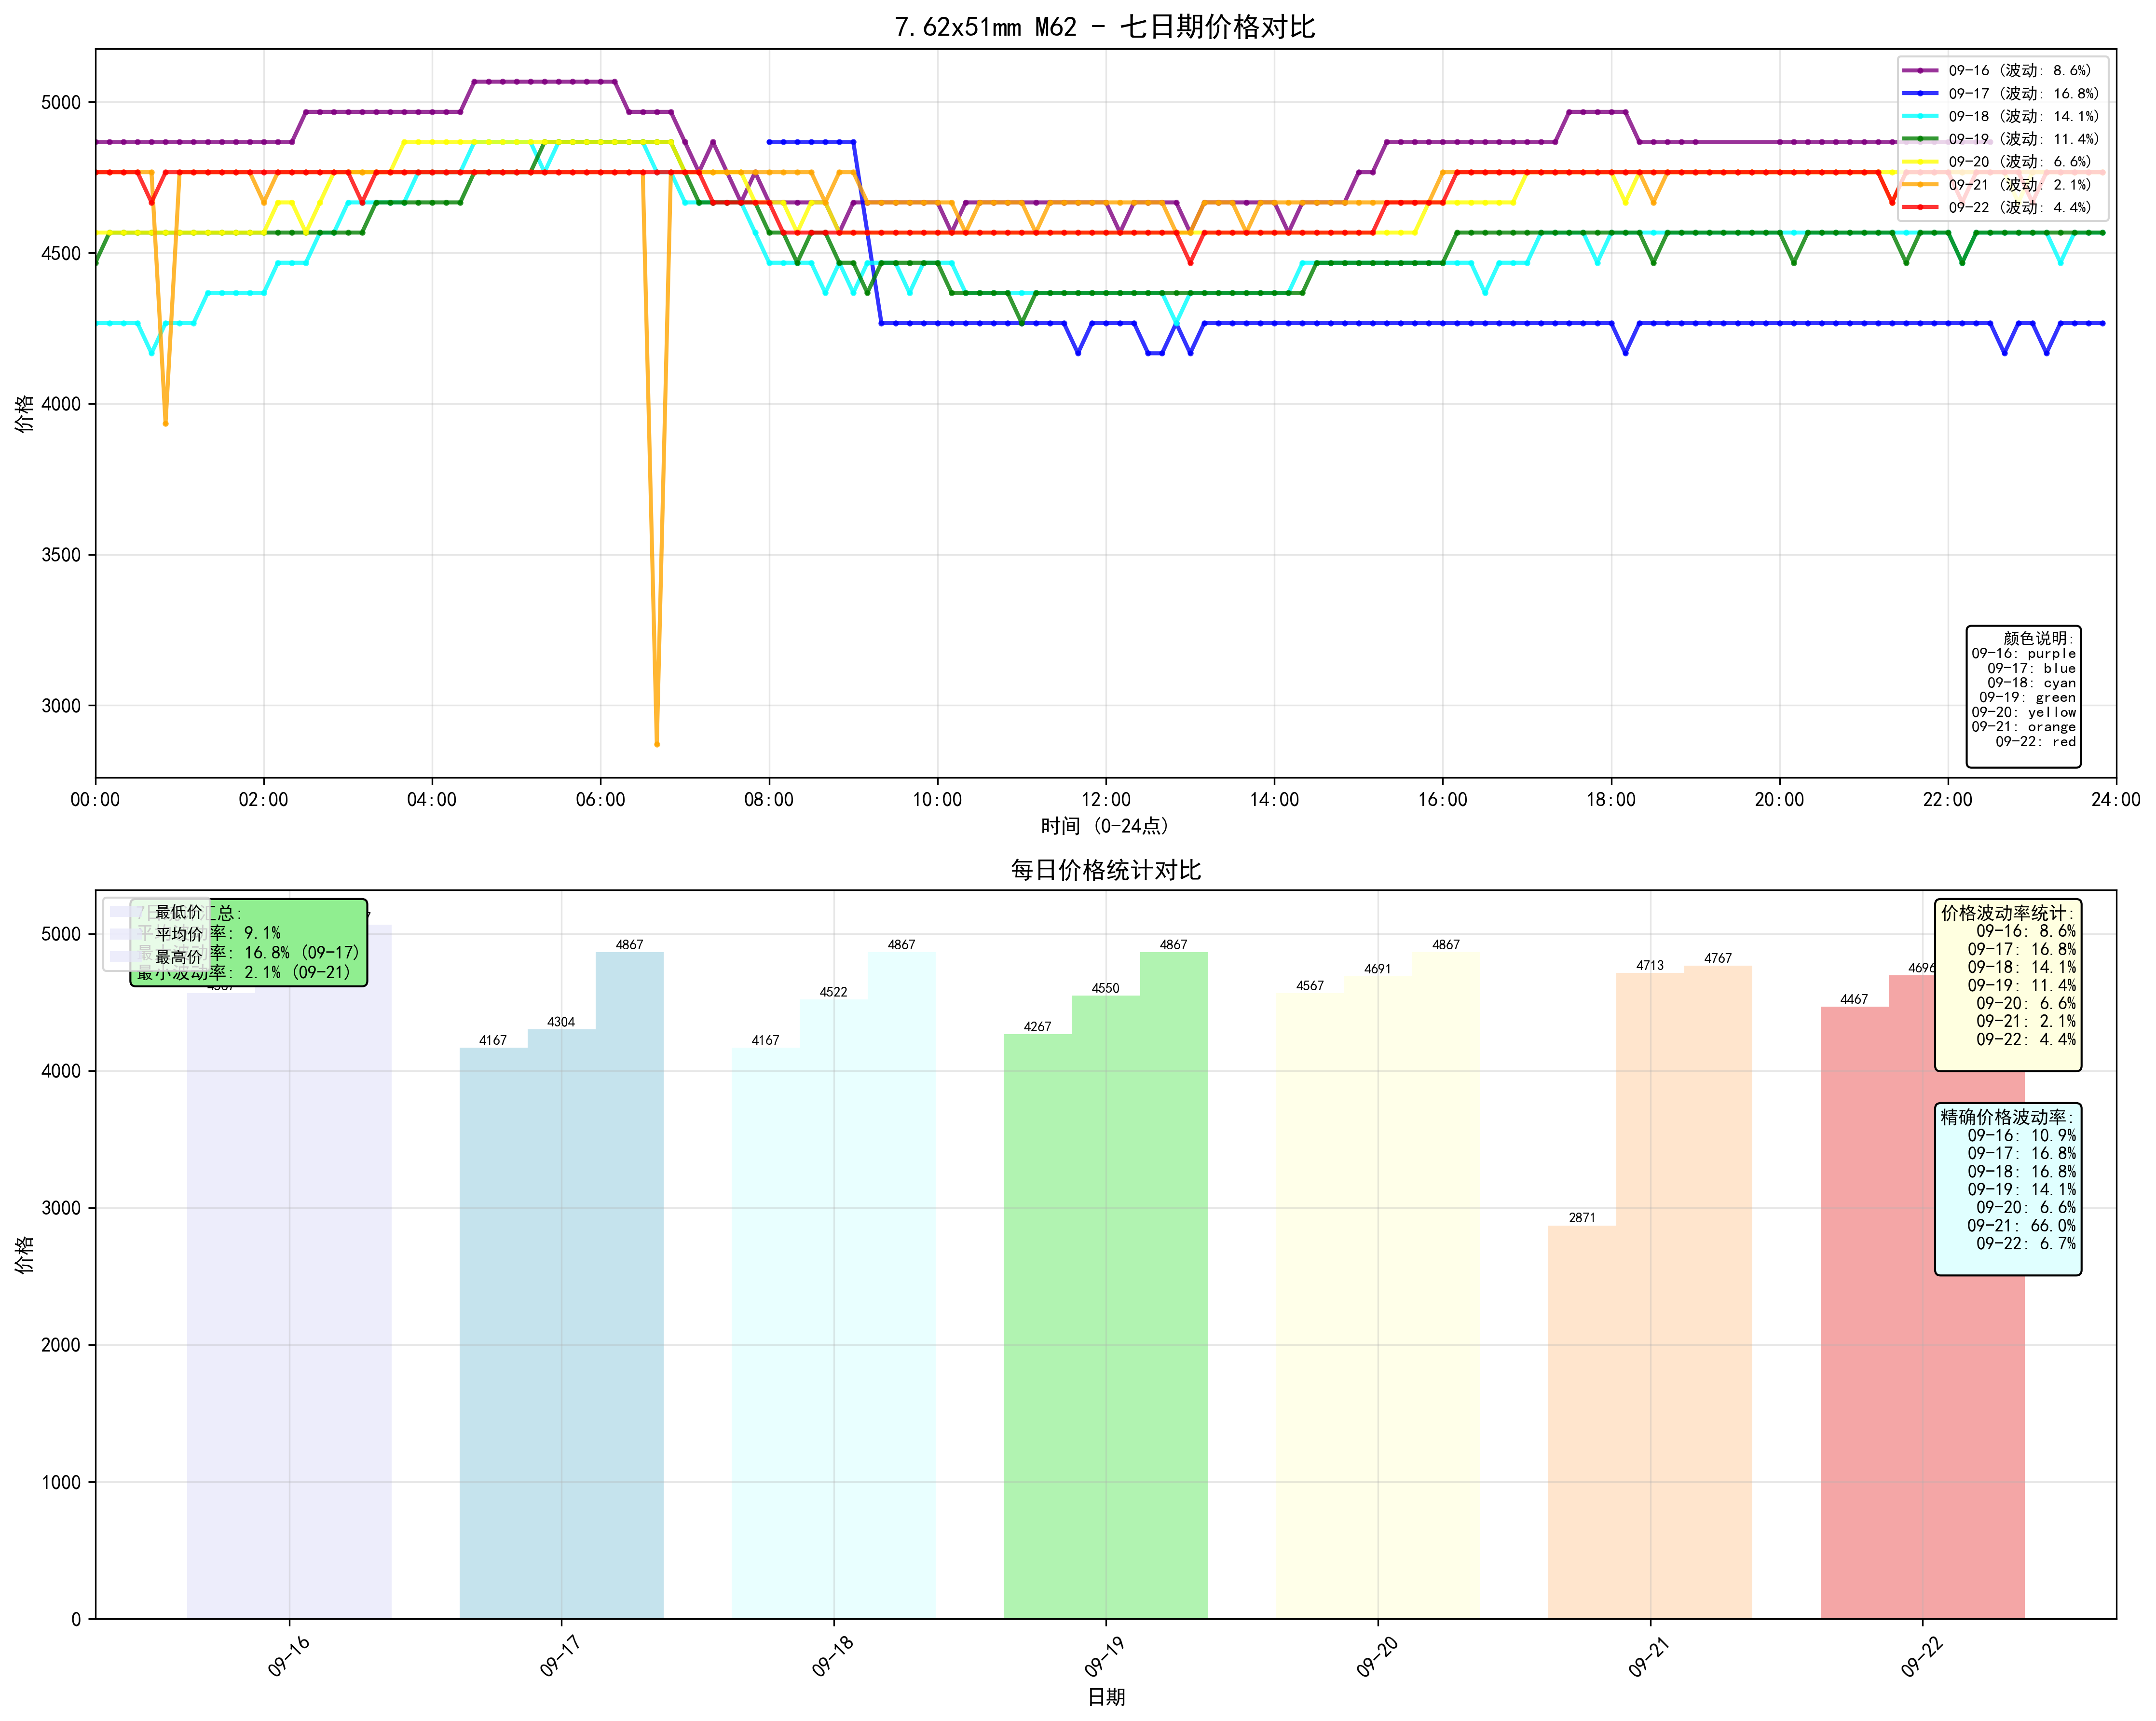 7.62x51mm M62 - 七日期价格对比
价格
5000
4500
4000
3500
3000
09-16 (波动: 8.6%)
09-17 (波动: 16.8%)
09-18 (波动: 14.1%)
09-19 (波动: 11.4%)
09-20 (波动: 6.6%)
09-21 (波动: 2.1%)
09-22 (波动: 4.4%)
颜色说明:
09-16: purple
09-17: blue
09-18: cyan
09-19: green
09-20: yellow
09-21: orange
09-22: red
00:00 02:00 04:00 06:00 08:00 10:00 12:00 14:00 16:00 18:00 20:00 22:00 24:00
时间 (0-24点)
每日价格统计对比
价格
5000
4000
3000
2000
1000
0
最低价
平均价
最高价
汇总:
率: 9.1%
率: 16.8% (09-17)
最小波动率: 2.1% (09-21)
4167 4304 4867
4167 4522 4867
4267 4550 4867
4567 4691 4867
2871 4713 4767
4467 4696
价格波动率统计:
09-16: 8.6%
09-17: 16.8%
09-18: 14.1%
09-19: 11.4%
09-20: 6.6%
09-21: 2.1%
09-22: 4.4%
精确价格波动率:
09-16: 10.9%
09-17: 16.8%
09-18: 16.8%
09-19: 14.1%
09-20: 6.6%
09-21: 66.0%
09-22: 6.7%
09-16 09-17 09-18 09-19 09-20 09-21 09-22
日期